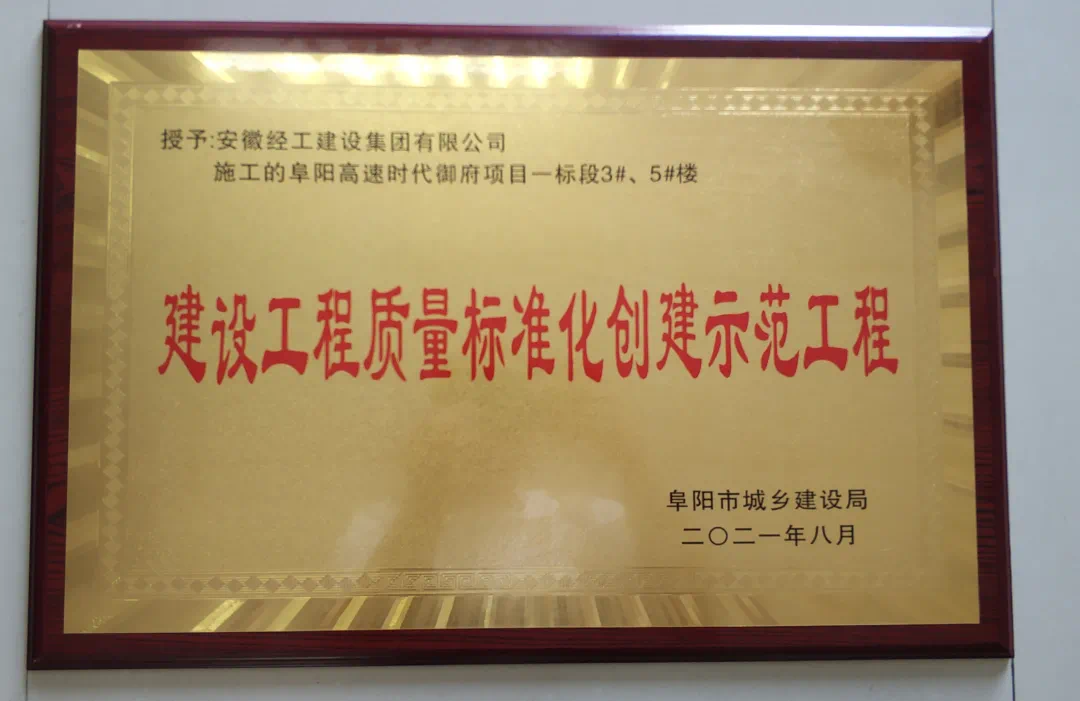 授予:安徽经工建设集团有限公司
施工的阜阳高速时代御府项目一标段3#、5#楼
建设工程质量标准化创建示范工程
阜阳市城乡建设局
二〇二一年八月